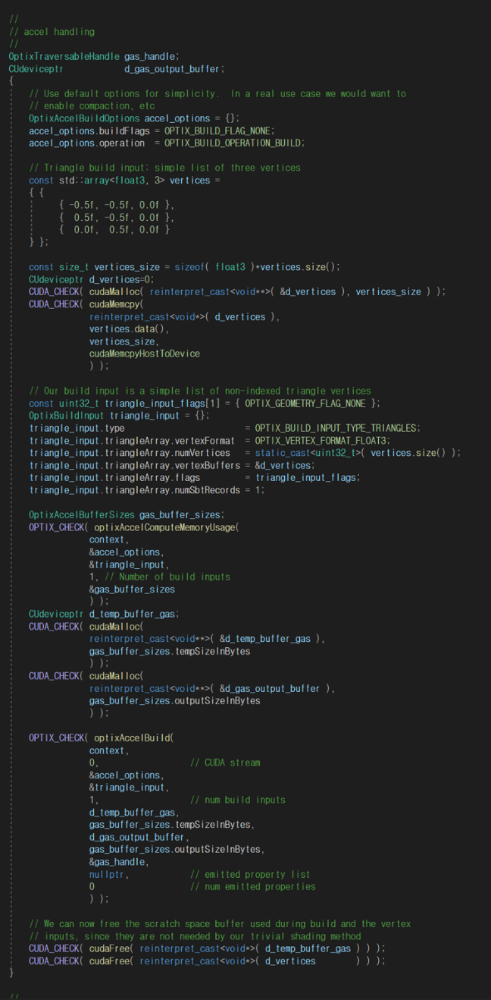 //
// accel handling
//
OptixTraversableHandle gas_handle;
CUdeviceptr            d_gas_output_buffer;
{
    // Use default options for simplicity.  In a real use case we would want to
    // enable compaction, etc
    OptixAccelBuildOptions accel_options = {};
    accel_options.buildFlags = OPTIX_BUILD_FLAG_NONE;
    accel_options.operation  = OPTIX_BUILD_OPERATION_BUILD;

    // Triangle build input: simple list of three vertices
    const std::array<float3, 3> vertices =
    { {
          { -0.5f, -0.5f, 0.0f },
          {  0.5f, -0.5f, 0.0f },
          {  0.0f,  0.5f, 0.0f }
    } };

    const size_t vertices_size = sizeof( float3 )*vertices.size();
    CUdeviceptr d_vertices=0;
    CUDA_CHECK( cudaMalloc( reinterpret_cast<void**>( &d_vertices ), vertices_size ) );
    CUDA_CHECK( cudaMemcpy(
                reinterpret_cast<void*>( d_vertices ),
                vertices.data(),
                vertices_size,
                cudaMemcpyHostToDevice
                ) );

    // Our build input is a simple list of non-indexed triangle vertices
    const uint32_t triangle_input_flags[1] = { OPTIX_GEOMETRY_FLAG_NONE };
    OptixBuildInput triangle_input = {};
    triangle_input.type                        = OPTIX_BUILD_INPUT_TYPE_TRIANGLES;
    triangle_input.triangleArray.vertexFormat  = OPTIX_VERTEX_FORMAT_FLOAT3;
    triangle_input.triangleArray.numVertices   = static_cast<uint32_t>( vertices.size() );
    triangle_input.triangleArray.vertexBuffers = &d_vertices;
    triangle_input.triangleArray.flags         = triangle_input_flags;
    triangle_input.triangleArray.numSbtRecords = 1;

    OptixAccelBufferSizes gas_buffer_sizes;
    OPTIX_CHECK( optixAccelComputeMemoryUsage(
                context,
                &accel_options,
                &triangle_input,
                1, // Number of build inputs
                &gas_buffer_sizes
                ) );
    CUdeviceptr d_temp_buffer_gas;
    CUDA_CHECK( cudaMalloc(
                reinterpret_cast<void**>( &d_temp_buffer_gas ),
                gas_buffer_sizes.tempSizeInBytes
                ) );
    CUDA_CHECK( cudaMalloc(
                reinterpret_cast<void**>( &d_gas_output_buffer ),
                gas_buffer_sizes.outputSizeInBytes
                ) );

    OPTIX_CHECK( optixAccelBuild(
                context,
                0,                  // CUDA stream
                &accel_options,
                &triangle_input,
                1,                  // num build inputs
                d_temp_buffer_gas,
                gas_buffer_sizes.tempSizeInBytes,
                d_gas_output_buffer,
                gas_buffer_sizes.outputSizeInBytes,
                &gas_handle,
                nullptr,            // emitted property list
                0                   // num emitted properties
                ) );

    // We can now free the scratch space buffer used during build and the vertex
    // inputs, since they are not needed by our trivial shading method
    CUDA_CHECK( cudaFree( reinterpret_cast<void*>( d_temp_buffer_gas ) ) );
    CUDA_CHECK( cudaFree( reinterpret_cast<void*>( d_vertices        ) ) );
}

//